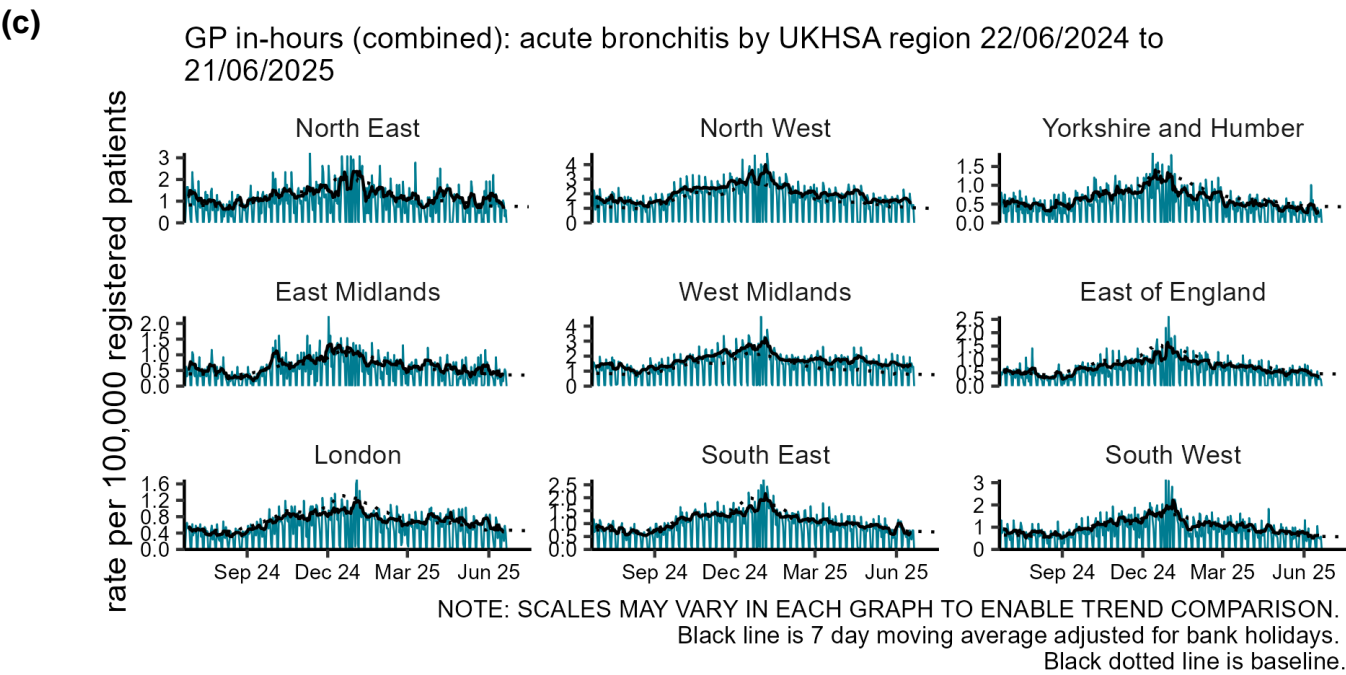 (c)
GP in-hours (combined): acute bronchitis by UKHSA region 22/06/2024 to
21/06/2025
rate per 100,000 registered patients
North East
3
2
1
0
North West
4
3
2
1
0
Yorkshire and Humber
1.5
1.0
0.5
0.0
East Midlands
2.0
1.5
1.0
0.5
0.0
West Midlands
4
3
2
1
0
East of England
2.5
2.0
1.5
1.0
0.5
0.0
London
1.6
1.2
0.8
0.4
0.0
Sep 24 Dec 24 Mar 25 Jun 25
South East
2.5
2.0
1.5
1.0
0.5
0.0
Sep 24 Dec 24 Mar 25 Jun 25
South West
3
2
1
0
Sep 24 Dec 24 Mar 25 Jun 25
NOTE: SCALES MAY VARY IN EACH GRAPH TO ENABLE TREND COMPARISON.
Black line is 7 day moving average adjusted for bank holidays.
Black dotted line is baseline.